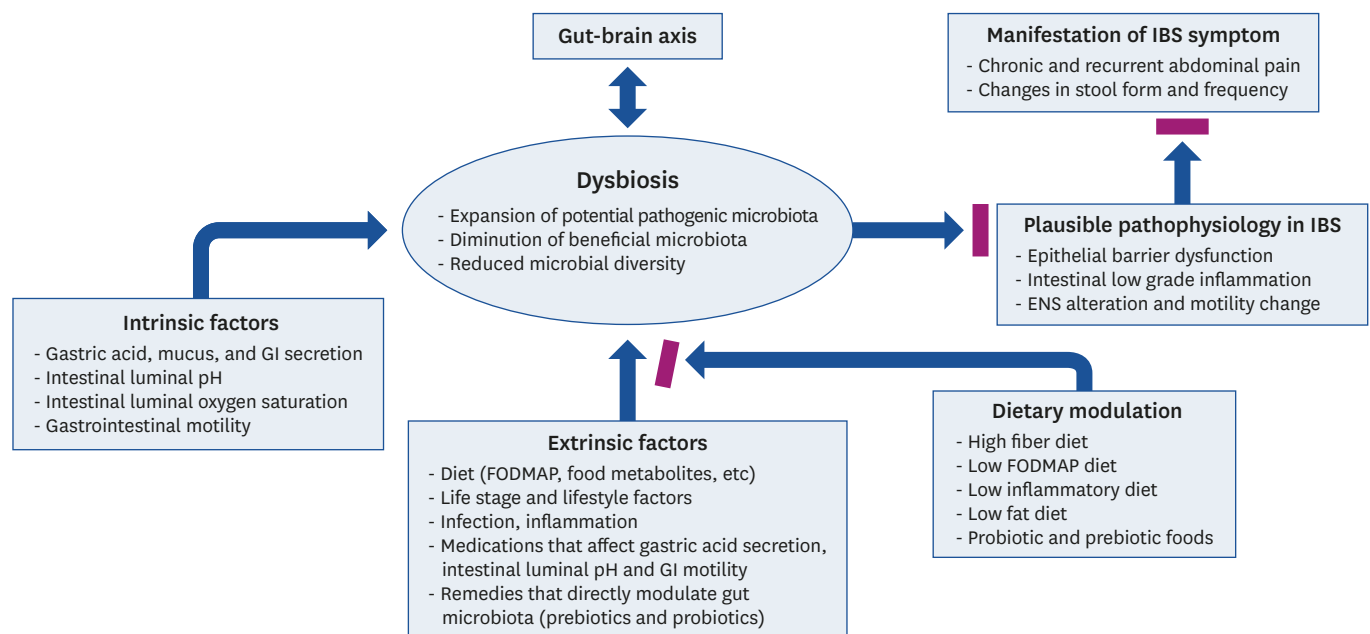 Gut-brain axis
Manifestation of IBS symptom
- Chronic and recurrent abdominal pain
- Changes in stool form and frequency
Dysbiosis
- Expansion of potential pathogenic microbiota
- Diminution of beneficial microbiota
- Reduced microbial diversity
Plausible pathophysiology in IBS
- Epithelial barrier dysfunction
- Intestinal low grade inflammation
- ENS alteration and motility change
Intrinsic factors
- Gastric acid, mucus, and GI secretion
- Intestinal luminal pH
- Intestinal luminal oxygen saturation
- Gastrointestinal motility
Extrinsic factors
- Diet (FODMAP, food metabolites, etc)
- Life stage and lifestyle factors
- Infection, inflammation
- Medications that affect gastric acid secretion,
intestinal luminal pH and GI motility
- Remedies that directly modulate gut
microbiota (prebiotics and probiotics)
Dietary modulation
- High fiber diet
- Low FODMAP diet
- Low inflammatory diet
- Low fat diet
- Probiotic and prebiotic foods